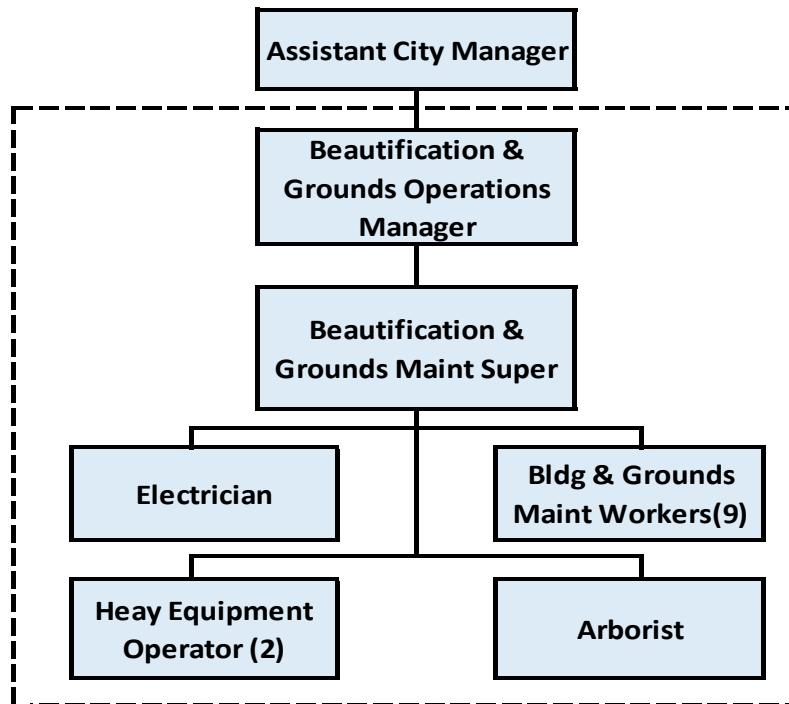 Assistant City Manager
Beautification &
Grounds Operations
Manager
Beautification &
Grounds Maint Super
Electrician
Bldg & Grounds
Maint Workers(9)
Heay Equipment
Operator (2)
Arborist